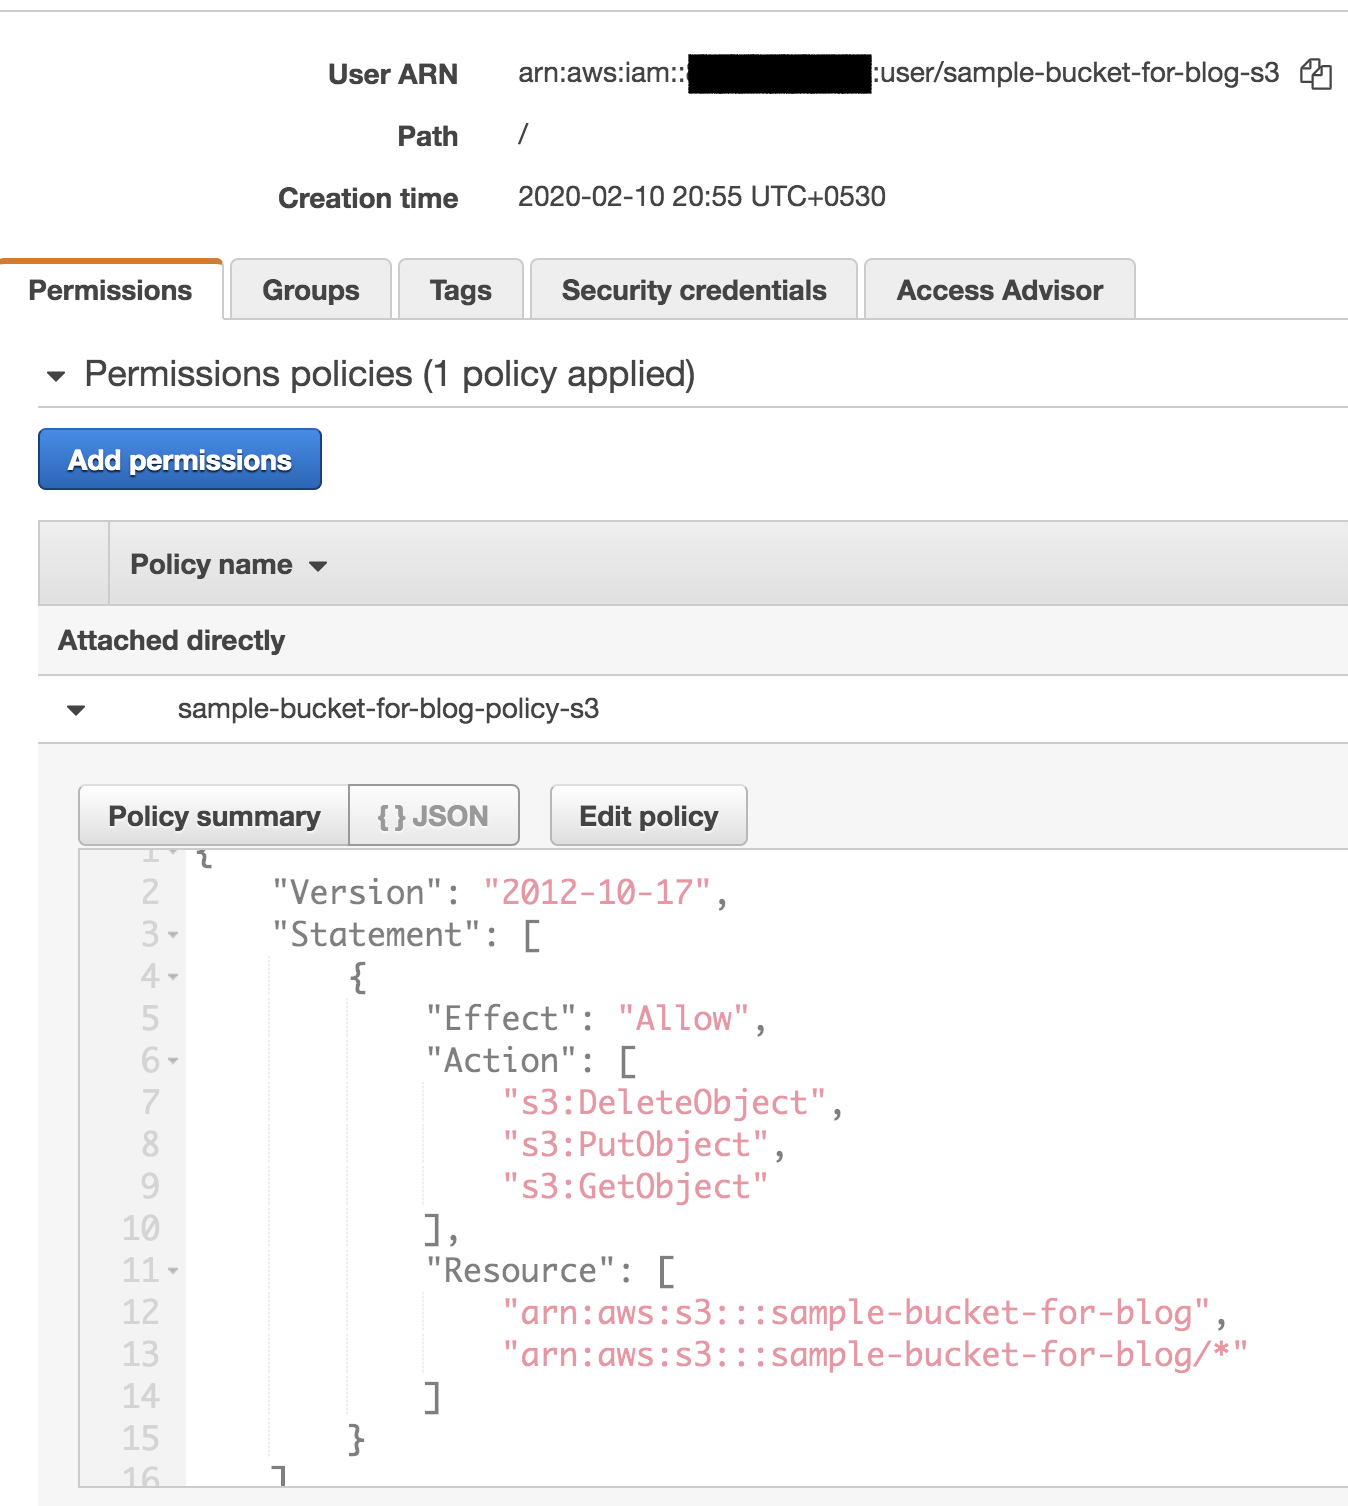 User ARN arn:aws:iam:: :user/sample-bucket-for-blog-s3
Path /
Creation time 2020-02-10 20:55 UTC+0530
Permissions Groups Tags Security credentials Access Advisor
Permissions policies (1 policy applied)
Add permissions
Policy name
Attached directly
sample-bucket-for-blog-policy-s3
Policy summary { } JSON Edit policy
1 {
2 "Version": "2012-10-17",
3 "Statement": [
4 {
5 "Effect": "Allow",
6 "Action": [
7 "s3:DeleteObject",
8 "s3:PutObject",
9 "s3:GetObject"
10 ],
11 "Resource": [
12 "arn:aws:s3:::sample-bucket-for-blog",
13 "arn:aws:s3:::sample-bucket-for-blog/*"
14 ]
15 }
16 ]